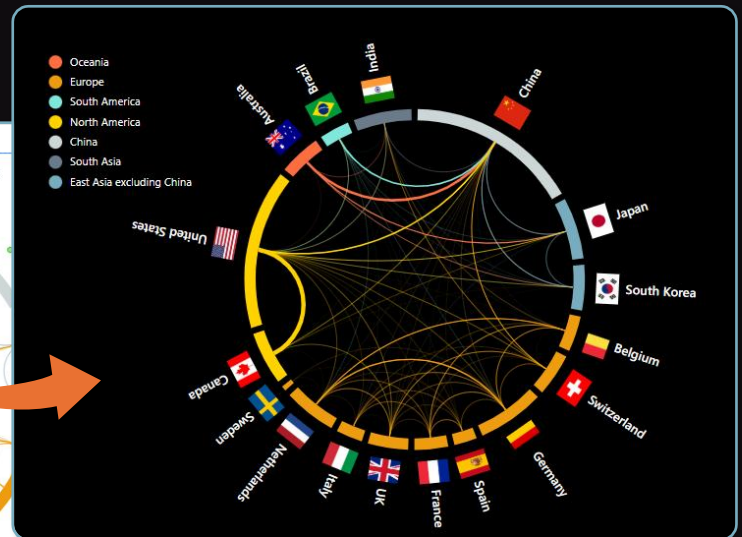 Oceania
Europe
South America
North America
China
South Asia
East Asia excluding China
India
China
Brazil
Australia
Japan
United States
South Korea
Belgium
Canada
Switzerland
Sweden
Netherlands
Italy
UK
France
Spain
Germany